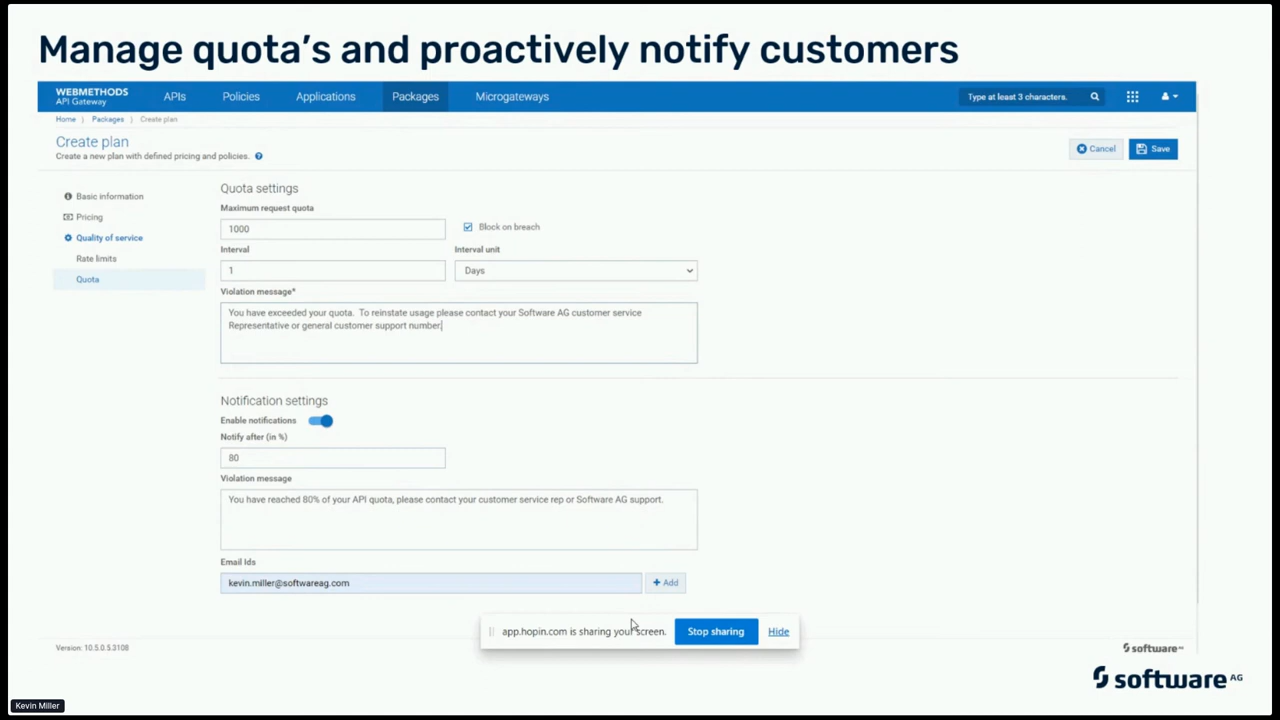 Manage quota's and proactively notify customers
WEBMETHODS
API Gateway
APIs
Policies
Applications
Packages
Microgateways
Type at least 3 characters.
Home
Packages
Create plan
Create plan
Create a new plan with defined pricing and policies.
Cancel
Save
Basic information
Pricing
Quality of service
Rate limits
Quota
Quota settings
Maximum request quota
1000
Block on breach
Interval
Interval unit
1
Days
Violation message*
You have exceeded your quota. To reinstate usage please contact your Software AG customer service
Representative or general customer support number
Notification settings
Enable notifications
Notify after (in %)
80
Violation message
You have reached 80% of your API quota, please contact your customer service rep or Software AG support.
Email Ids
kevin.miller@softwareag.com
+ Add
app.hopin.com is sharing your screen.
Stop sharing
Hide
Version: 10.5.0.5.3108
software AG
software AG
Kevin Miller